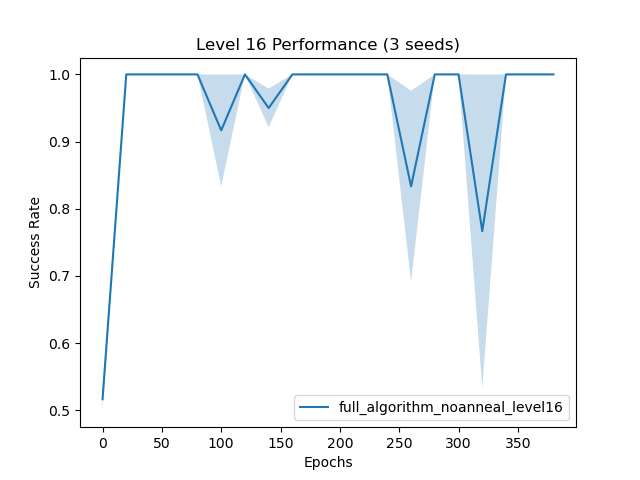 Level 16 Performance (3 seeds)
1.0
0.9
0.8
0.7
0.6
0.5
Success Rate
full_algorithm_noanneal_level16
0 50 100 150 200 250 300 350
Epochs